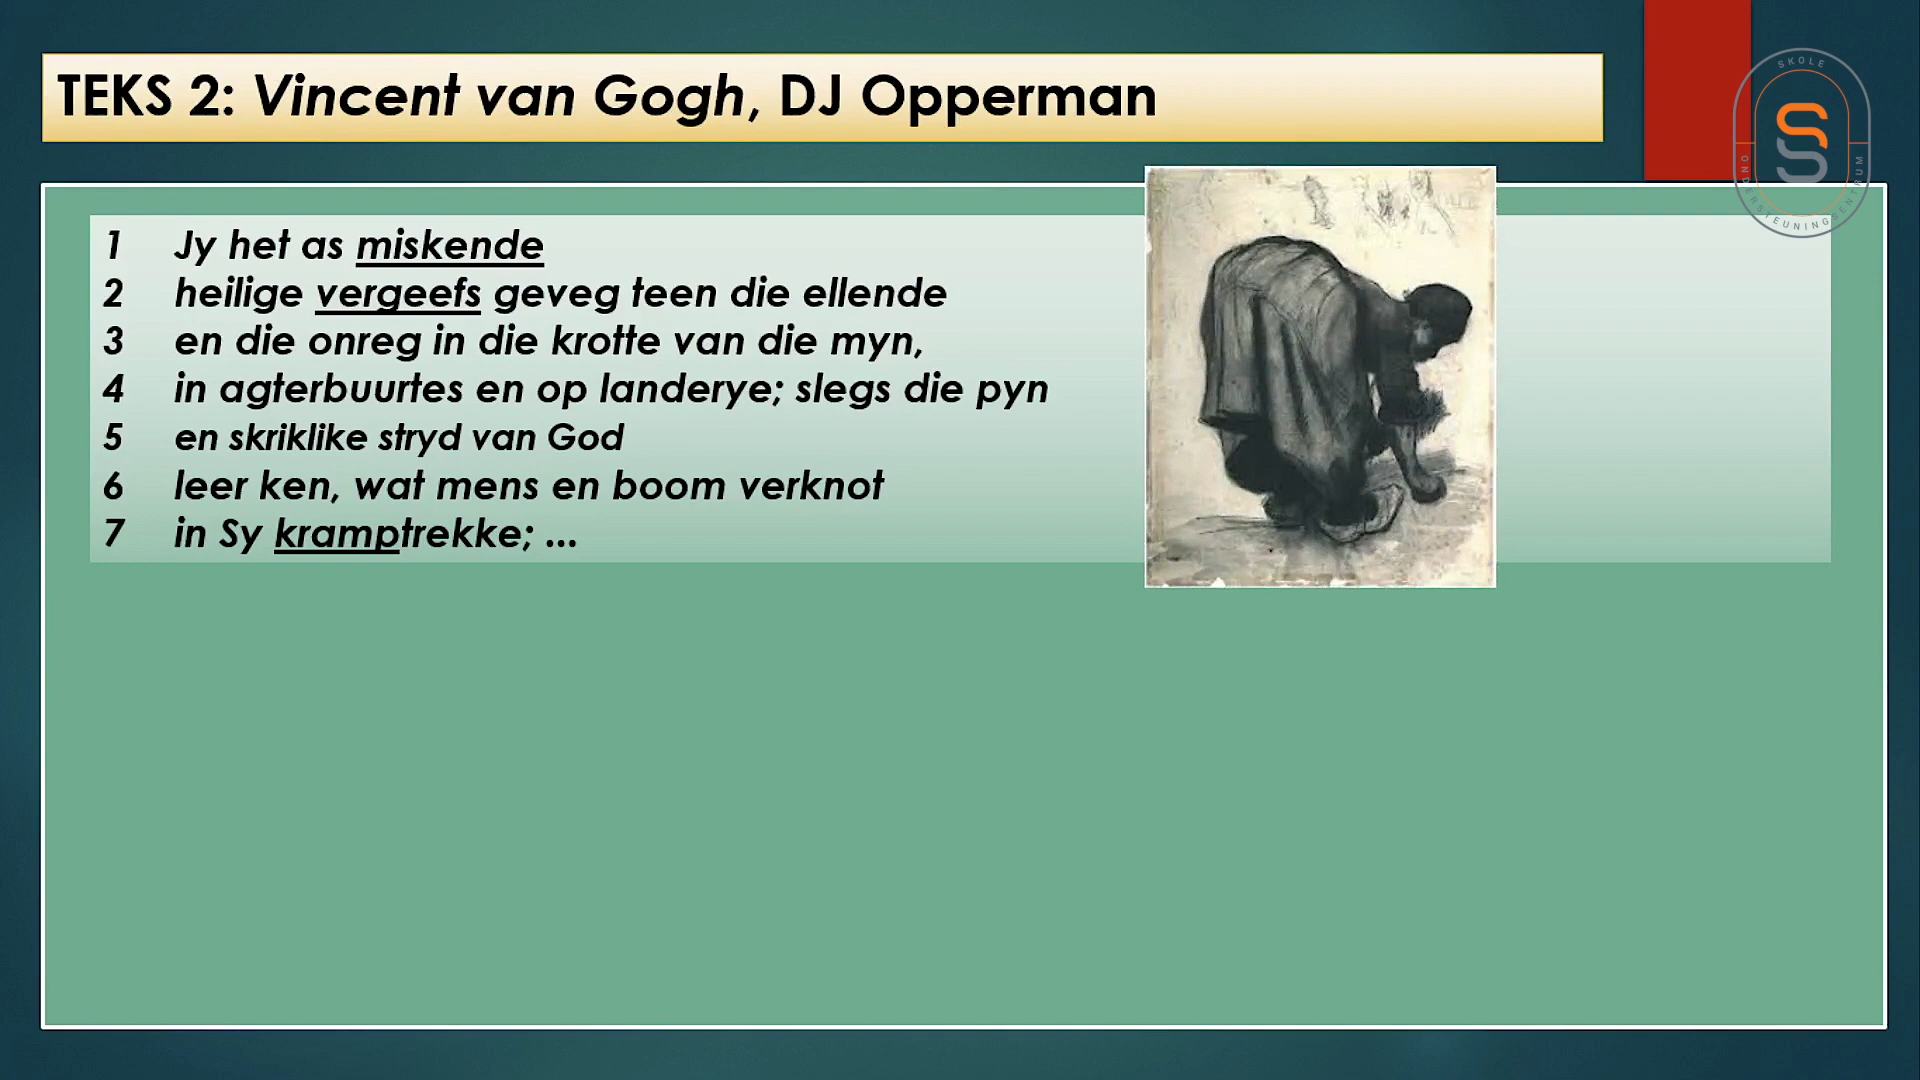 TEKS 2: Vincent van Gogh, DJ Opperman
SKOLE
ONDERSTEUNINGSENTRUM
1 Jy het as miskende
2 heilige vergeefs geveg teen die ellende
3 en die onreg in die krotte van die myn,
4 in agterbuurtes en op landerye; slegs die pyn
5 en skriklike stryd van God
6 leer ken, wat mens en boom verknot
7 in Sy kramptrekke; ...